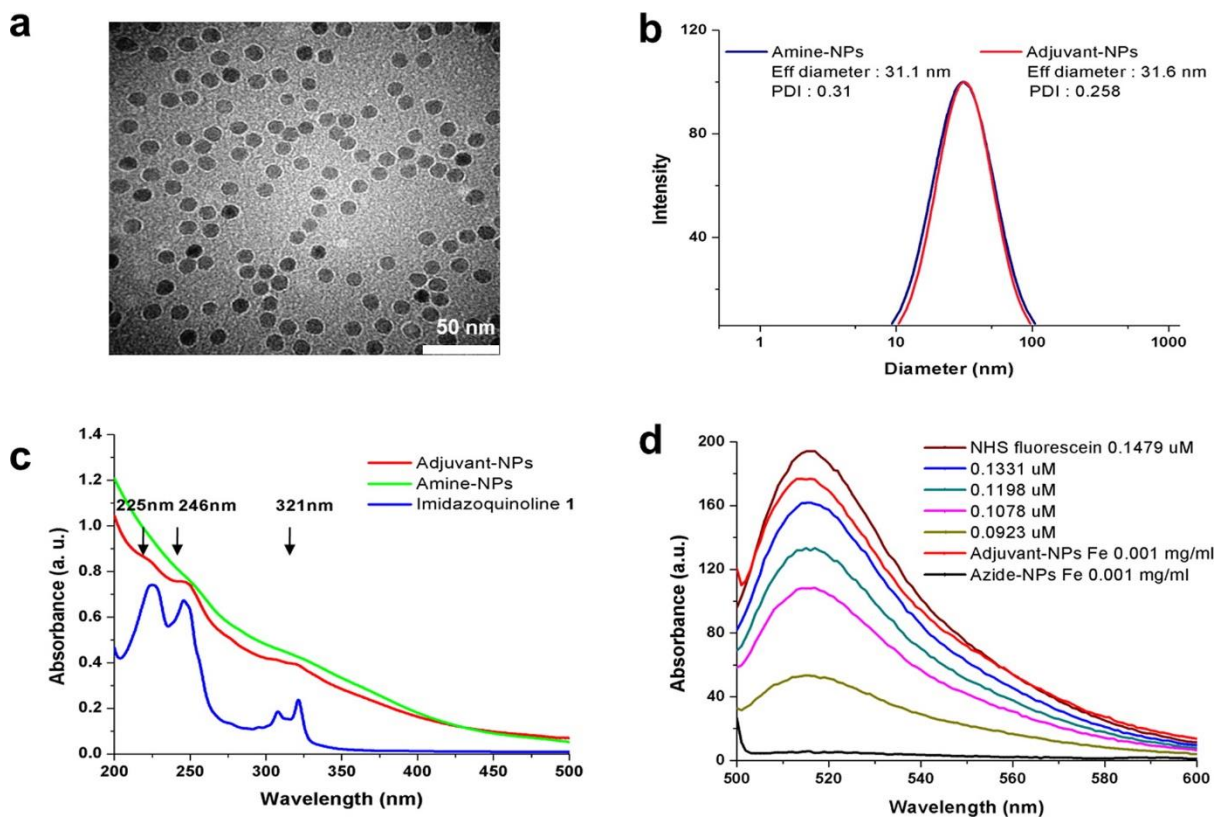 a
50 nm
b
Amine-NPs
Eff diameter : 31.1 nm
PDI : 0.31
Adjuvant-NPs
Eff diameter : 31.6 nm
PDI : 0.258
Intensity
120
80
40
1 10 100 1000
Diameter (nm)
c
Absorbance (a. u.)
1.4
1.2
1.0
0.8
0.6
0.4
0.2
0.0
Adjuvant-NPs
Amine-NPs
Imidazoquinoline 1
225nm 246nm 321nm
200 250 300 350 400 450 500
Wavelength (nm)
d
Absorbance (a.u.)
200
160
120
80
40
0
NHS fluorescein 0.1479 uM
0.1331 uM
0.1198 uM
0.1078 uM
0.0923 uM
Adjuvant-NPs Fe 0.001 mg/ml
Azide-NPs Fe 0.001 mg/ml
500 520 540 560 580 600
Wavelength (nm)